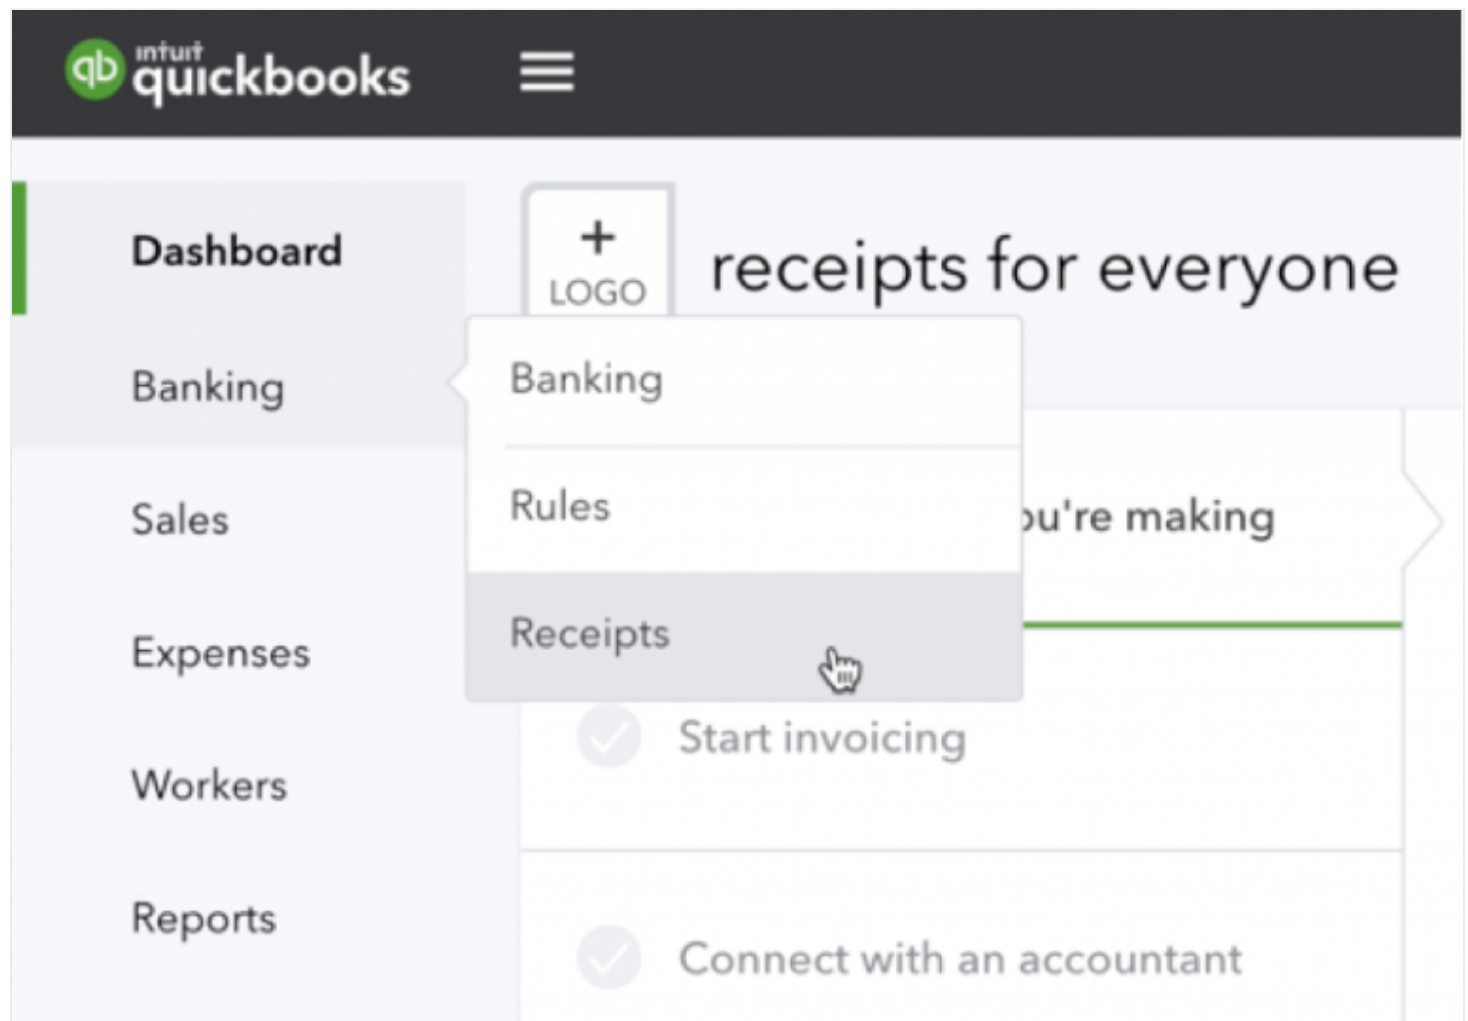 intuit
quickbooks
Dashboard
Banking
Sales
Expenses
Workers
Reports
+
LOGO
receipts for everyone
Banking
Rules
Receipts
you're making
Start invoicing
Connect with an accountant